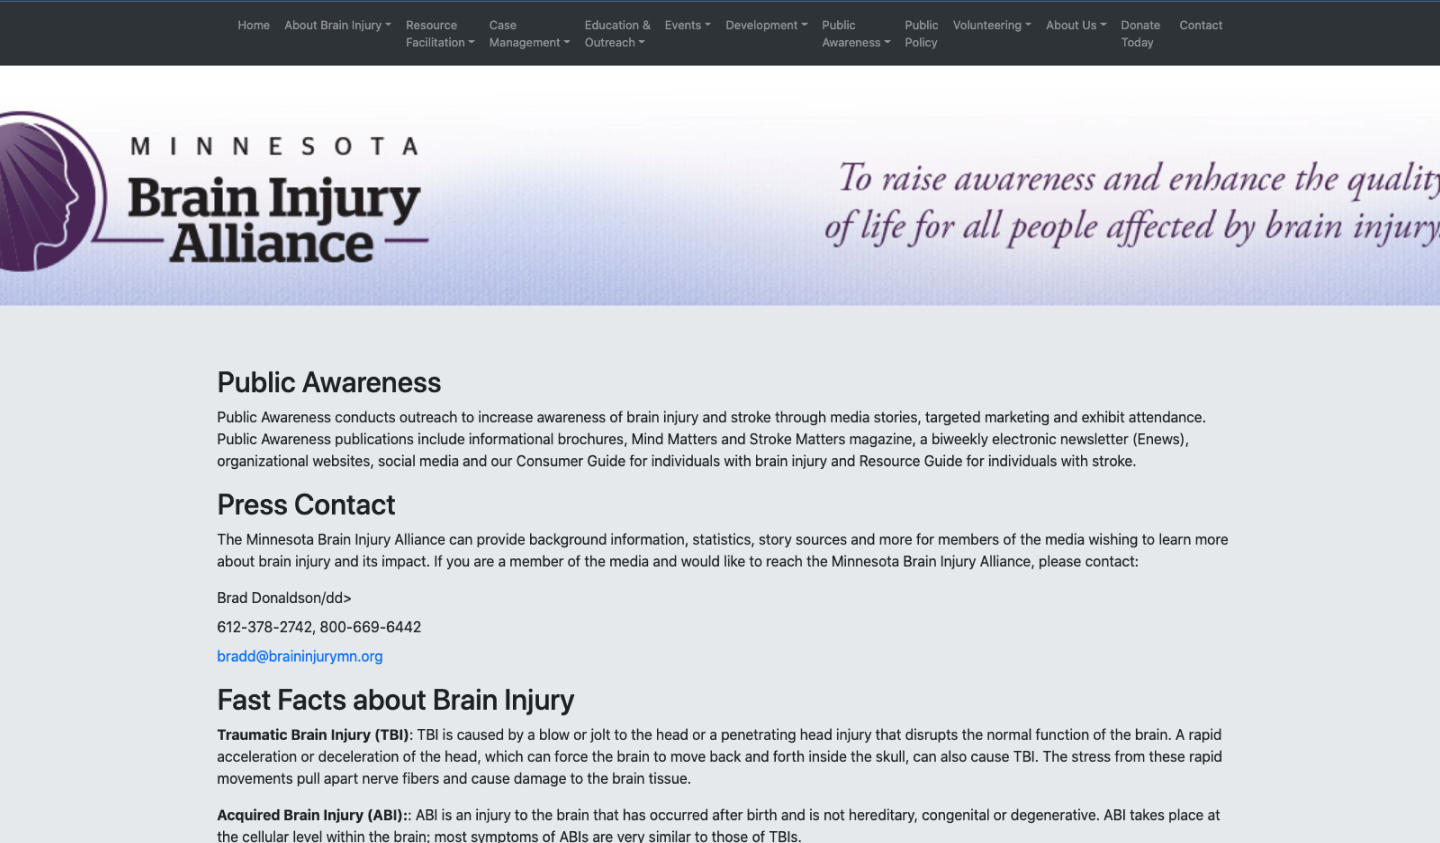 Home About Brain Injury Resource Facilitation Case Management Education & Outreach Events Development Public Awareness Public Policy Volunteering About Us Donate Today Contact
MINNESOTA
Brain Injury
Alliance
To raise awareness and enhance the quality
of life for all people affected by brain injury.
Public Awareness
Public Awareness conducts outreach to increase awareness of brain injury and stroke through media stories, targeted marketing and exhibit attendance.
Public Awareness publications include informational brochures, Mind Matters and Stroke Matters magazine, a biweekly electronic newsletter (Enews),
organizational websites, social media and our Consumer Guide for individuals with brain injury and Resource Guide for individuals with stroke.
Press Contact
The Minnesota Brain Injury Alliance can provide background information, statistics, story sources and more for members of the media wishing to learn more
about brain injury and its impact. If you are a member of the media and would like to reach the Minnesota Brain Injury Alliance, please contact:
Brad Donaldson/dd>
612-378-2742, 800-669-6442
bradd@braininjurymn.org
Fast Facts about Brain Injury
Traumatic Brain Injury (TBI): TBI is caused by a blow or jolt to the head or a penetrating head injury that disrupts the normal function of the brain. A rapid
acceleration or deceleration of the head, which can force the brain to move back and forth inside the skull, can also cause TBI. The stress from these rapid
movements pull apart nerve fibers and cause damage to the brain tissue.
Acquired Brain Injury (ABI):: ABI is an injury to the brain that has occurred after birth and is not hereditary, congenital or degenerative. ABI takes place at
the cellular level within the brain; most symptoms of ABIs are very similar to those of TBIs.